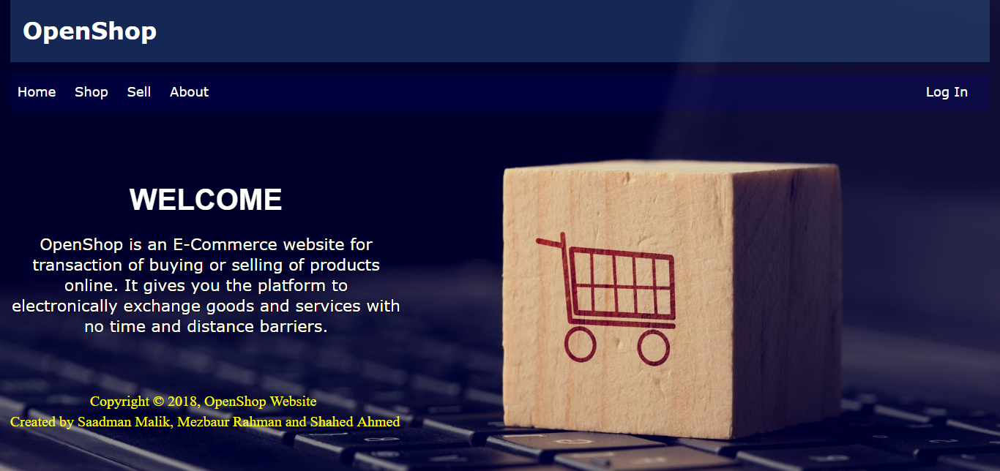 OpenShop
Home Shop Sell About Log In
WELCOME
OpenShop is an E-Commerce website for
transaction of buying or selling of products
online. It gives you the platform to
electronically exchange goods and services with
no time and distance barriers.
Copyright © 2018, OpenShop Website
Created by Saadman Malik, Mezbaur Rahman and Shahed Ahmed